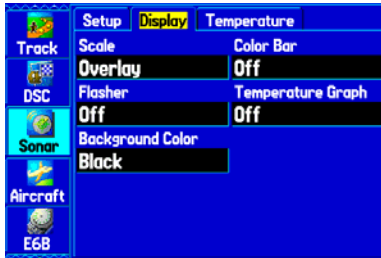 Setup Display Temperature
Track
Scale Color Bar
Overlay Off
DSC
Flasher Temperature Graph
Off Off
Sonar
Background Color
Black
Aircraft
E6B